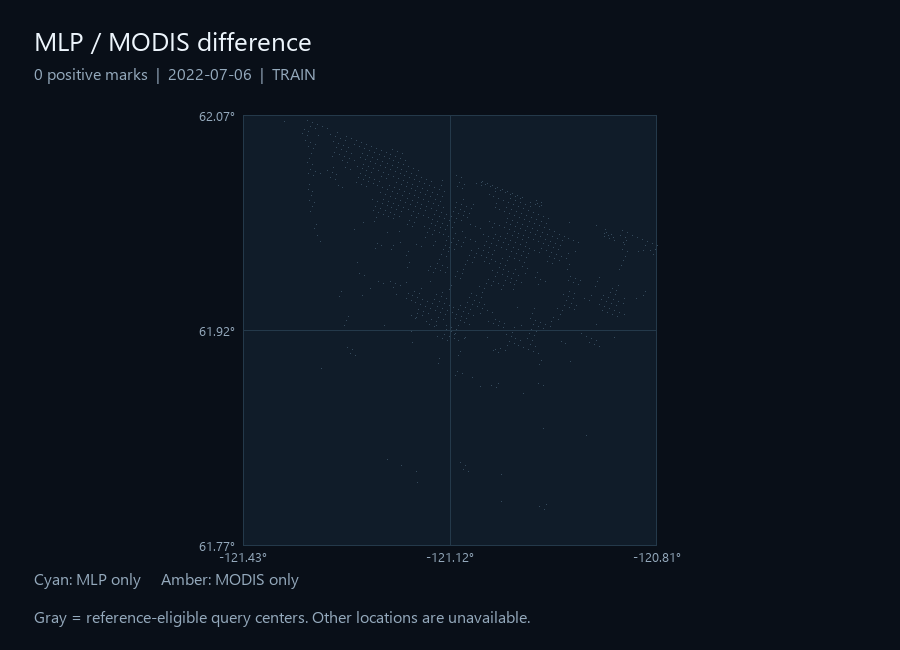 MLP / MODIS difference
0 positive marks | 2022-07-06 | TRAIN
62.07°
61.92°
61.77°
-121.43° -121.12° -120.81°
Cyan: MLP only Amber: MODIS only
Gray = reference-eligible query centers. Other locations are unavailable.